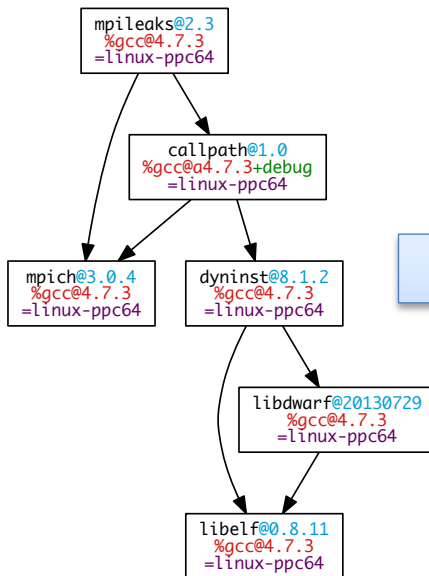 mpileaks@2.3
%gcc@4.7.3
=linux-ppc64
callpath@1.0
%gcc@a4.7.3+debug
=linux-ppc64
mpich@3.0.4
%gcc@4.7.3
=linux-ppc64
dyninst@8.1.2
%gcc@4.7.3
=linux-ppc64
libdwarf@20130729
%gcc@4.7.3
=linux-ppc64
libelf@0.8.11
%gcc@4.7.3
=linux-ppc64